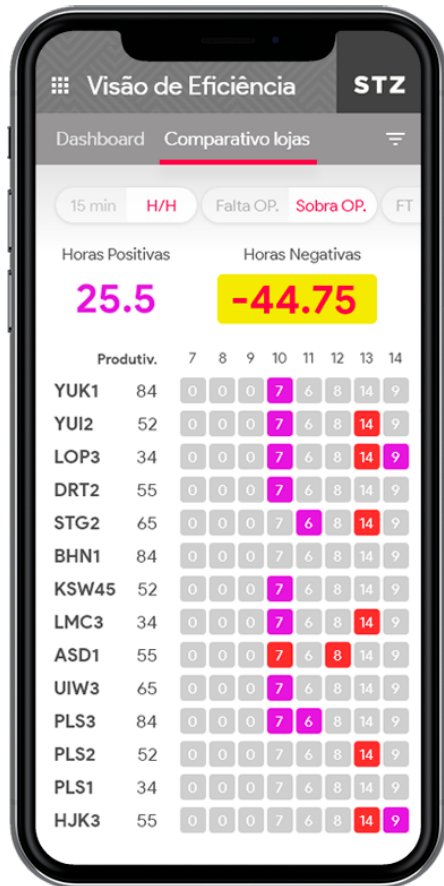 Visão de Eficiência STZ
Dashboard Comparativo lojas
15 min H/H Falta OP. Sobra OP. FT
Horas Positivas Horas Negativas
25.5 -44.75
Produtiv. 7 8 9 10 11 12 13 14
YUK1 84 0 0 0 7 6 8 14 9
YUI2 52 0 0 0 7 6 8 14 9
LOP3 34 0 0 0 7 6 8 14 9
DRT2 55 0 0 0 7 6 8 14 9
STG2 65 0 0 0 7 6 8 14 9
BHN1 84 0 0 0 7 6 8 14 9
KSW45 52 0 0 0 7 6 8 14 9
LMC3 34 0 0 0 7 6 8 14 9
ASD1 55 0 0 0 7 6 8 14 9
UIW3 65 0 0 0 7 6 8 14 9
PLS3 84 0 0 0 7 6 8 14 9
PLS2 52 0 0 0 7 6 8 14 9
PLS1 34 0 0 0 7 6 8 14 9
HJK3 55 0 0 0 7 6 8 14 9